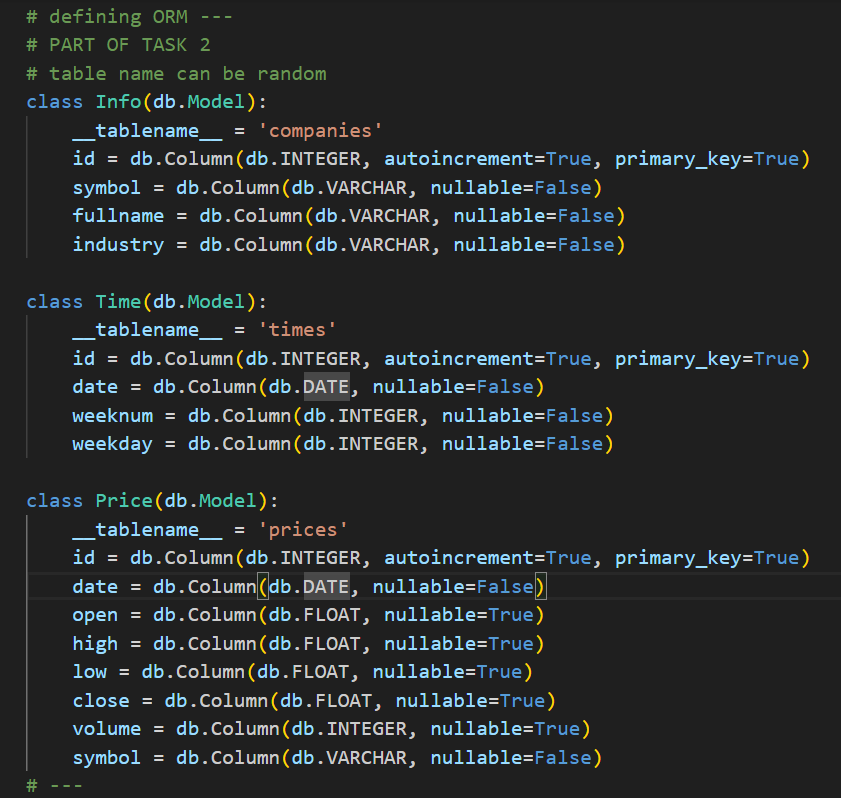 # defining ORM ---
# PART OF TASK 2
# table name can be random
class Info(db.Model):
    __tablename__ = 'companies'
    id = db.Column(db.INTEGER, autoincrement=True, primary_key=True)
    symbol = db.Column(db.VARCHAR, nullable=False)
    fullname = db.Column(db.VARCHAR, nullable=False)
    industry = db.Column(db.VARCHAR, nullable=False)

class Time(db.Model):
    __tablename__ = 'times'
    id = db.Column(db.INTEGER, autoincrement=True, primary_key=True)
    date = db.Column(db.DATE, nullable=False)
    weeknum = db.Column(db.INTEGER, nullable=False)
    weekday = db.Column(db.INTEGER, nullable=False)

class Price(db.Model):
    __tablename__ = 'prices'
    id = db.Column(db.INTEGER, autoincrement=True, primary_key=True)
    date = db.Column(db.DATE, nullable=False)
    open = db.Column(db.FLOAT, nullable=True)
    high = db.Column(db.FLOAT, nullable=True)
    low = db.Column(db.FLOAT, nullable=True)
    close = db.Column(db.FLOAT, nullable=True)
    volume = db.Column(db.INTEGER, nullable=True)
    symbol = db.Column(db.VARCHAR, nullable=False)
# ---